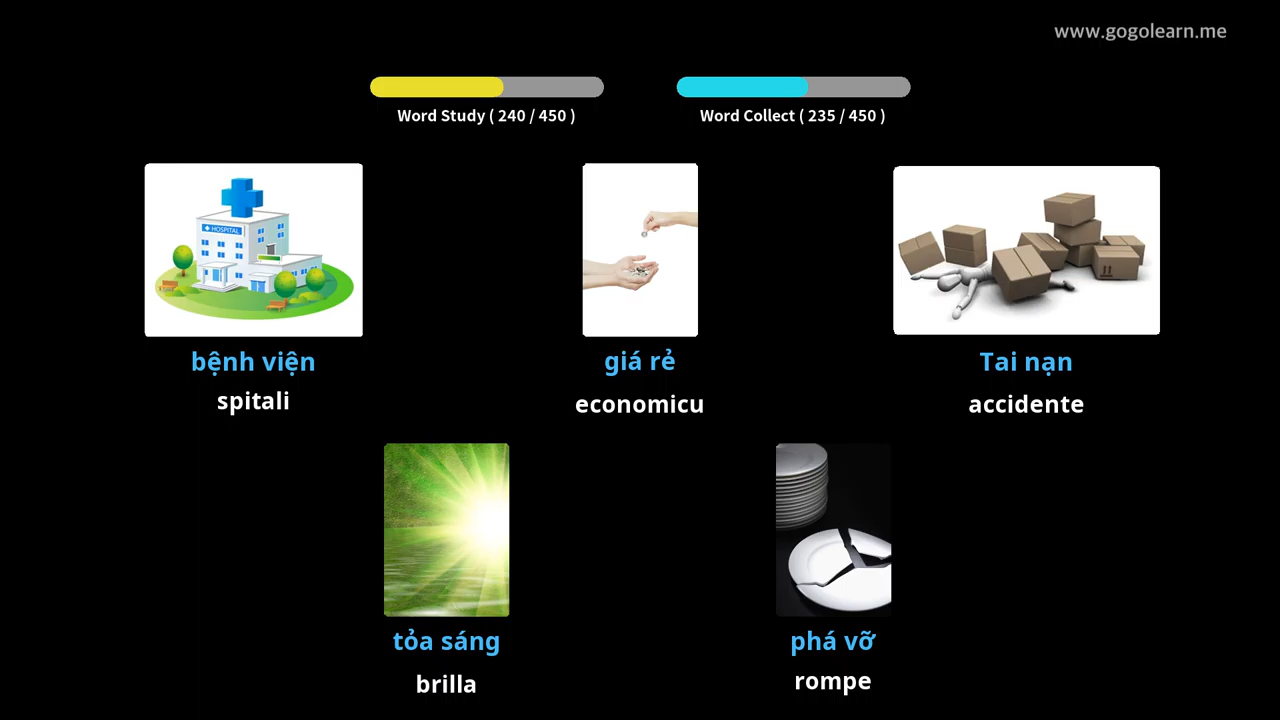 www.gogolearn.me
Word Study ( 240 / 450 )
Word Collect ( 235 / 450 )
HOSPITAL
bệnh viện
spitali
giá rẻ
economicu
Tai nạn
accidente
tỏa sáng
brilla
phá vỡ
rompe